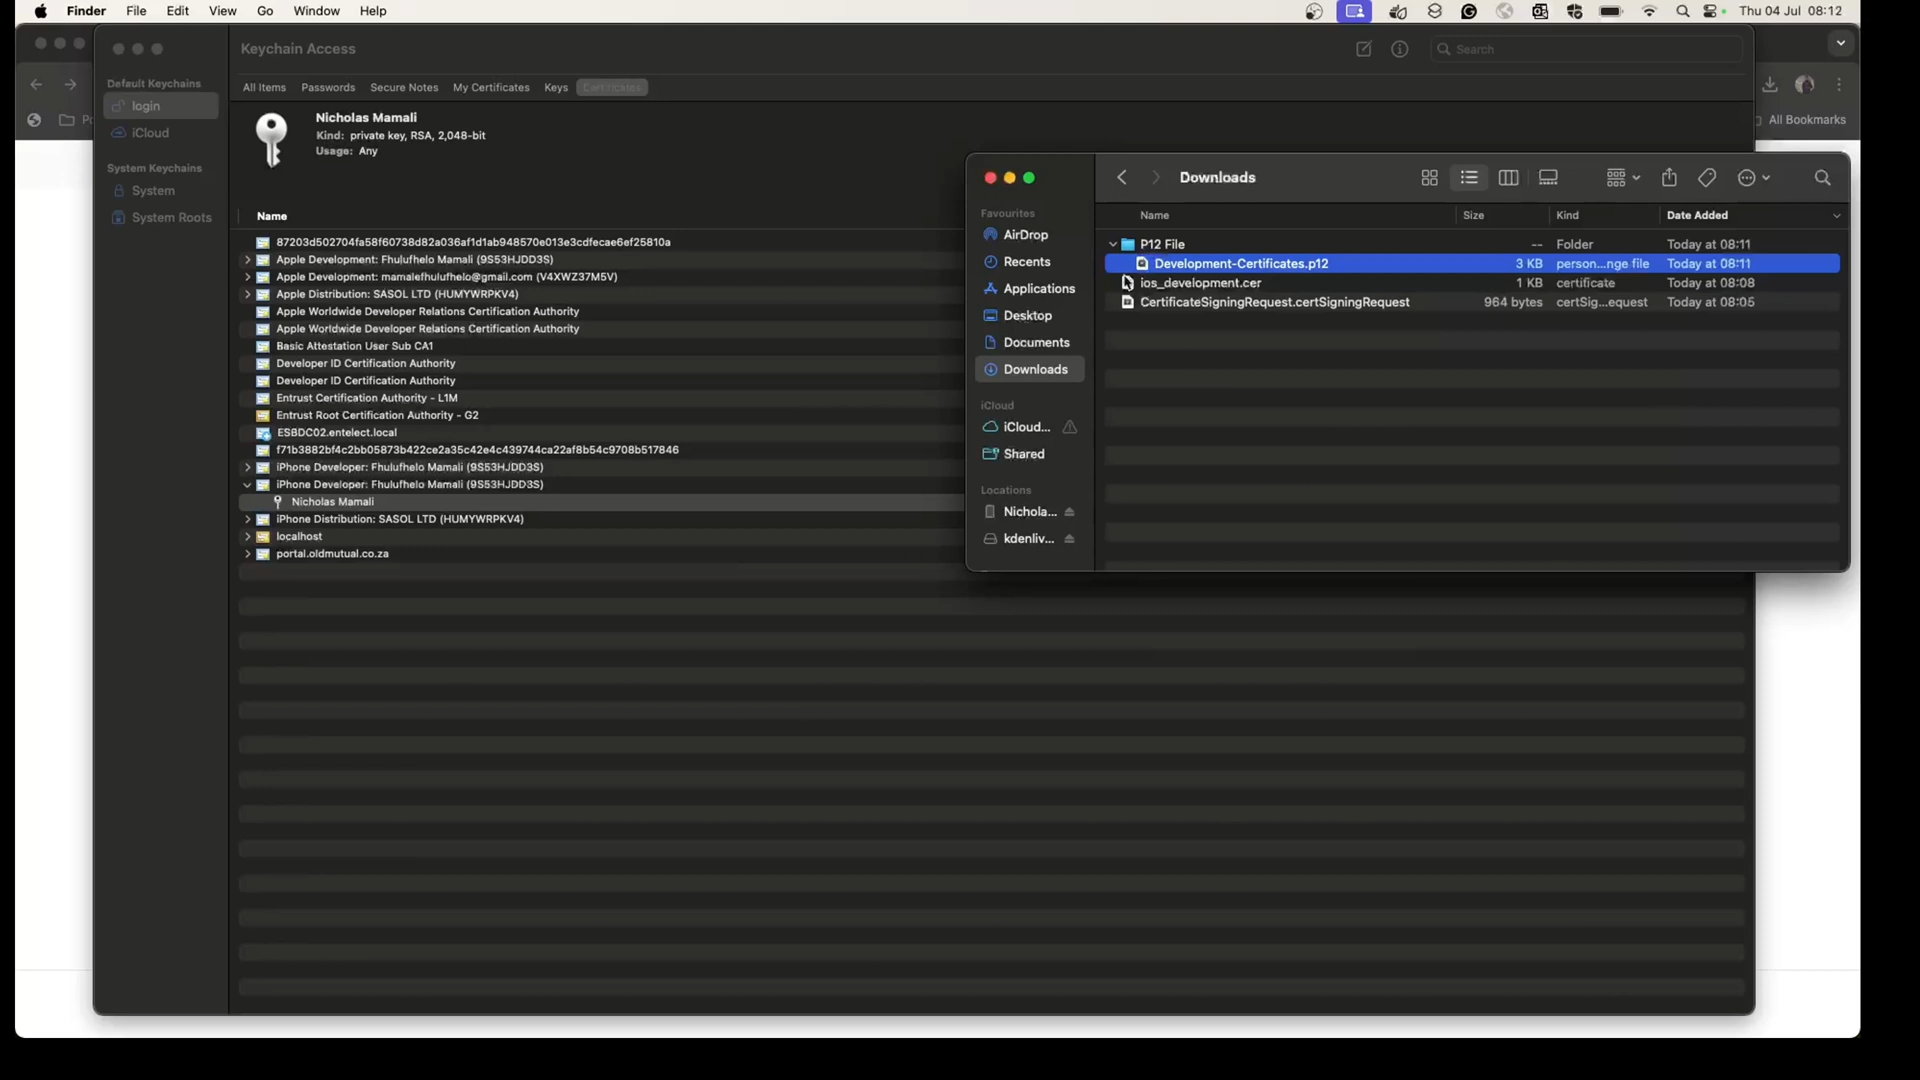 Finder File Edit View Go Window Help
Thu 04 Jul 08:12
Keychain Access
Search
Default Keychains
login
iCloud
System Keychains
System
System Roots
All Items Passwords Secure Notes My Certificates Keys Certificates
All Bookmarks
Nicholas Mamali
Kind: private key, RSA, 2,048-bit
Usage: Any
Name
87203d502704fa58f60738d82a036af1d1ab948570e013e3cdfecae6ef25810a
Apple Development: Fhulufhelo Mamali (9S53HJDD3S)
Apple Development: mamalefhulufhelo@gmail.com (V4XWZ37M5V)
Apple Distribution: SASOL LTD (HUMYWRPKV4)
Apple Worldwide Developer Relations Certification Authority
Apple Worldwide Developer Relations Certification Authority
Basic Attestation User Sub CA1
Developer ID Certification Authority
Developer ID Certification Authority
Entrust Certification Authority - L1M
Entrust Root Certification Authority - G2
ESBDC02.entelect.local
f71b3882bf4c2bb05873b422ce2a35c42e4c439744ca22af8b54c9708b517846
iPhone Developer: Fhulufhelo Mamali (9S53HJDD3S)
iPhone Developer: Fhulufhelo Mamali (9S53HJDD3S)
Nicholas Mamali
iPhone Distribution: SASOL LTD (HUMYWRPKV4)
localhost
portal.oldmutual.co.za
Downloads
Favourites
AirDrop
Recents
Applications
Desktop
Documents
Downloads
iCloud
iCloud...
Shared
Locations
Nichola...
kdenliv...
Name Size Kind Date Added
P12 File -- Folder Today at 08:11
Development-Certificates.p12 3 KB person...nge file Today at 08:11
ios_development.cer 1 KB certificate Today at 08:08
CertificateSigningRequest.certSigningRequest 964 bytes certSig...equest Today at 08:05